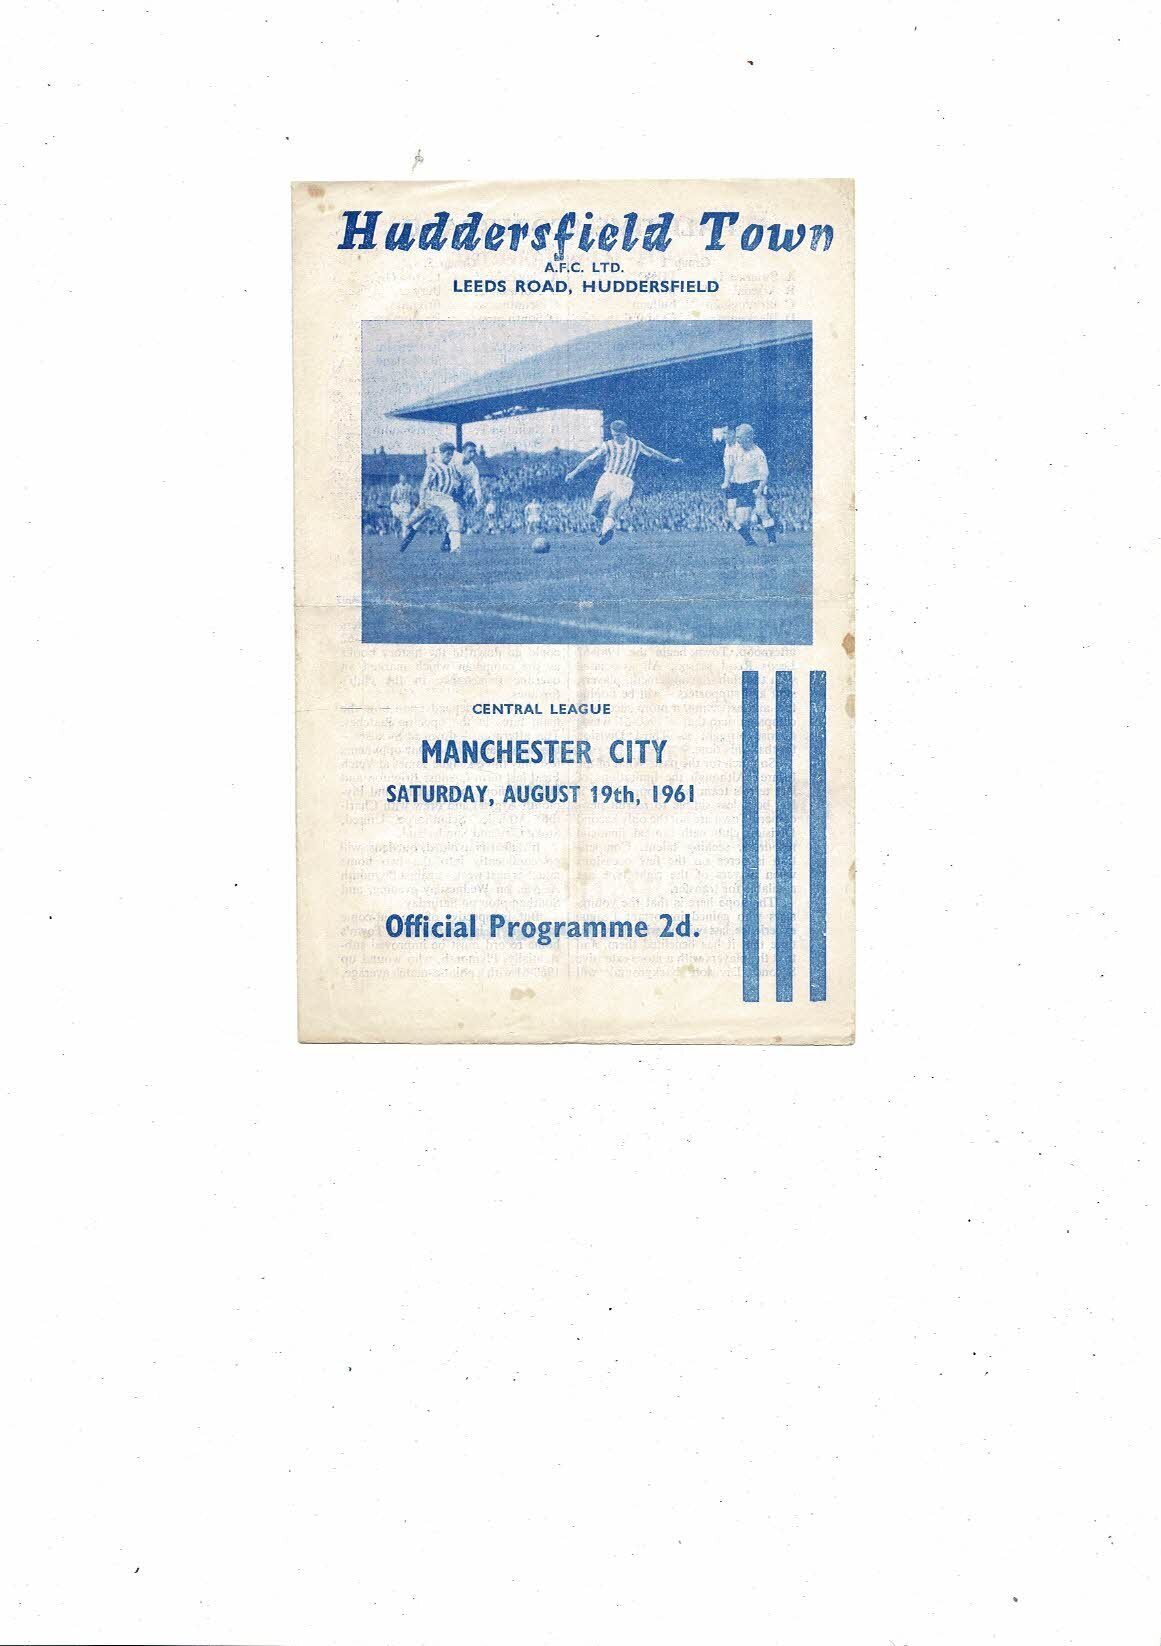 Huddersfield Town
A.F.C. LTD.
LEEDS ROAD, HUDDERSFIELD
CENTRAL LEAGUE
MANCHESTER CITY
SATURDAY, AUGUST 19th, 1961
Official Programme 2d.